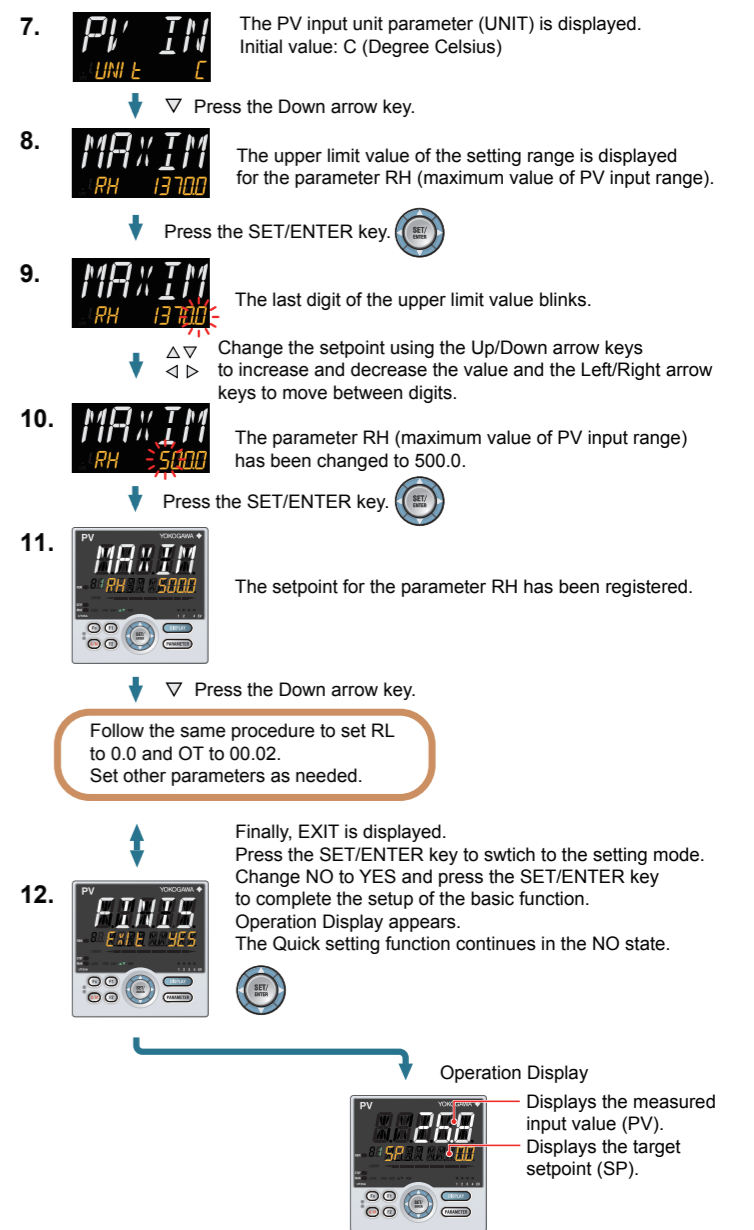 7.
PV IN
UNIT C
The PV input unit parameter (UNIT) is displayed.
Initial value: C (Degree Celsius)
▽ Press the Down arrow key.
8.
MAXIM
RH 1370.0
The upper limit value of the setting range is displayed
for the parameter RH (maximum value of PV input range).
Press the SET/ENTER key.
SET/
ENTER
9.
MAXIM
RH 1370.0
The last digit of the upper limit value blinks.
△ ▽
◁ ▷
Change the setpoint using the Up/Down arrow keys
to increase and decrease the value and the Left/Right arrow
keys to move between digits.
10.
MAXIM
RH 500.0
The parameter RH (maximum value of PV input range)
has been changed to 500.0.
Press the SET/ENTER key.
SET/
ENTER
11.
PV YOKOGAWA
MAXIM
RH 500.0
SET/
ENTER
DISPLAY
PARAMETER
The setpoint for the parameter RH has been registered.
▽ Press the Down arrow key.
Follow the same procedure to set RL
to 0.0 and OT to 00.02.
Set other parameters as needed.
Finally, EXIT is displayed.
Press the SET/ENTER key to swtich to the setting mode.
Change NO to YES and press the SET/ENTER key
to complete the setup of the basic function.
Operation Display appears.
The Quick setting function continues in the NO state.
12.
PV YOKOGAWA
FINIS
EXIT YES
SET/
ENTER
DISPLAY
PARAMETER
SET/
ENTER
Operation Display
PV YOKOGAWA
26.8
SP 0.0
SET/
ENTER
DISPLAY
PARAMETER
Displays the measured
input value (PV).
Displays the target
setpoint (SP).